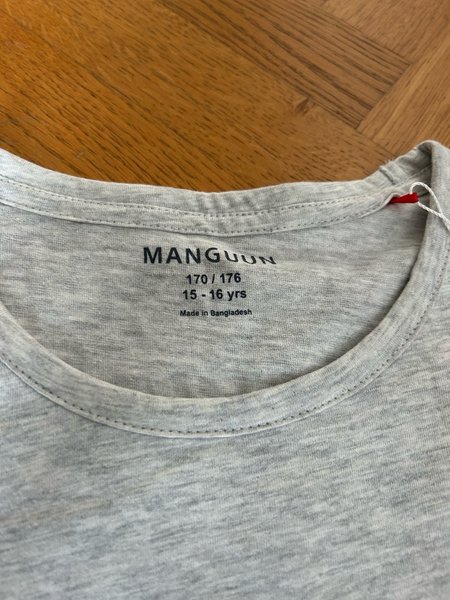 MANGUUN
170 / 176
15 - 16 yrs
Made in Bangladesh